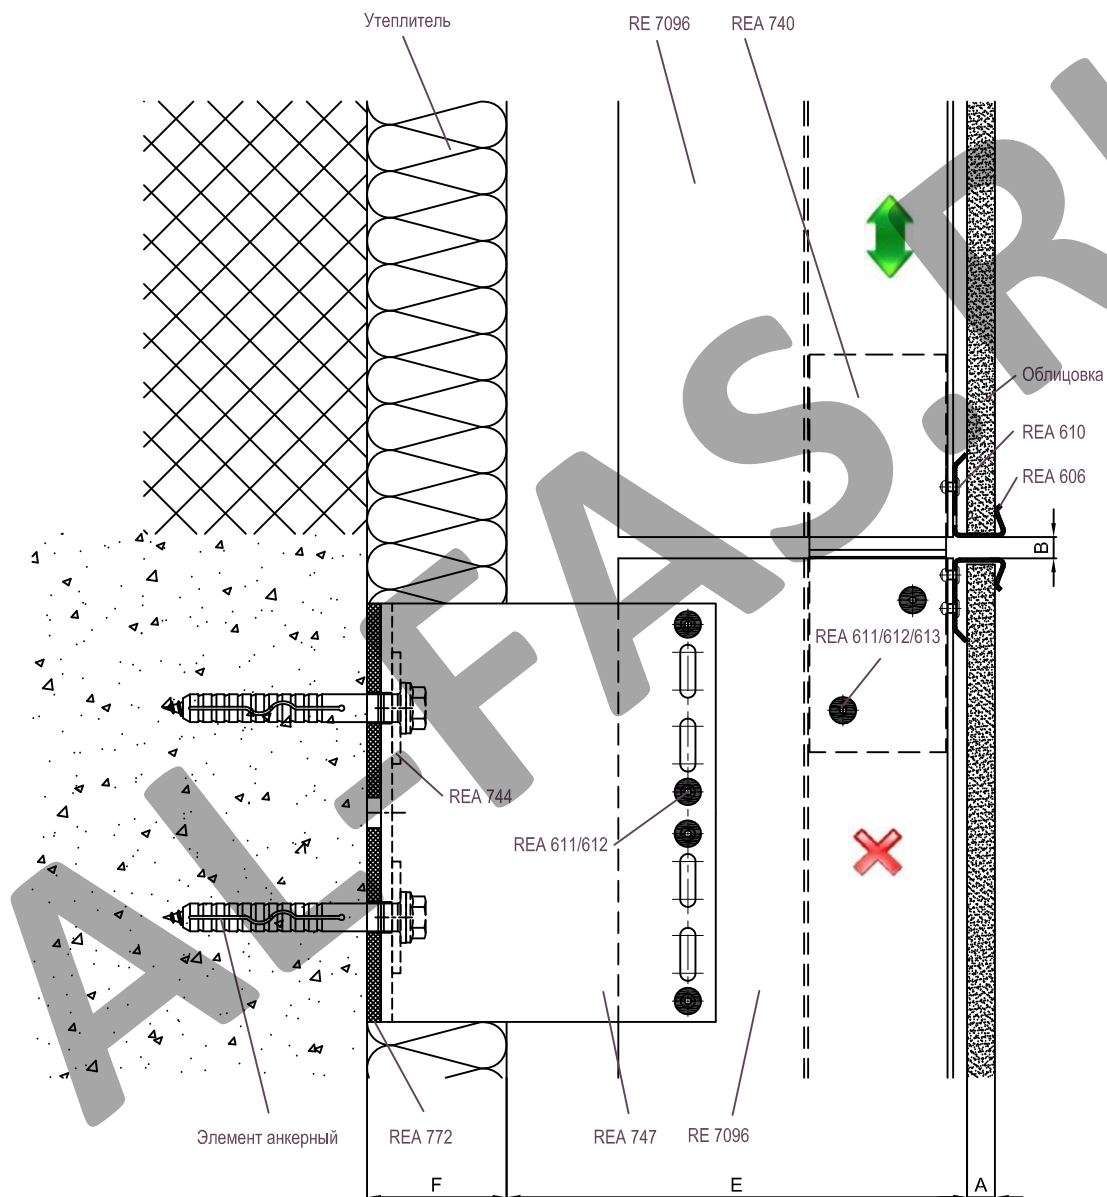 Утеплитель
RE 7096
REA 740
Облицовка
REA 610
REA 606
B
REA 611/612/613
REA 744
REA 611/612
Элемент анкерный
REA 772
REA 747
RE 7096
F
E
A
AL-FAS.R